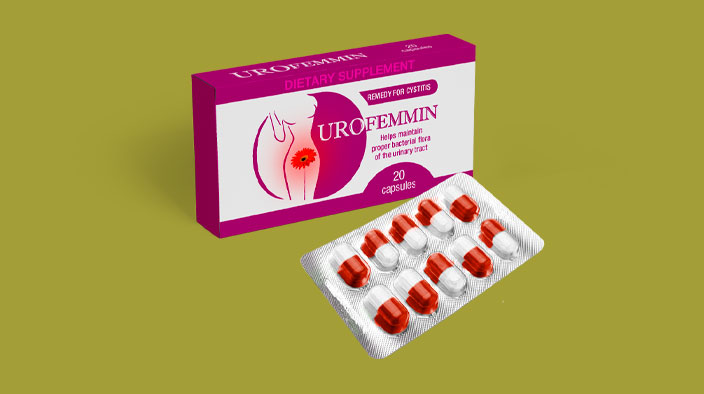 UROFEMMIN
20
capsules
DIETARY SUPPLEMENT
REMEDY FOR CYSTITIS
UROFEMMIN
Helps maintain
proper bacterial flora
of the urinary tract
20
capsules